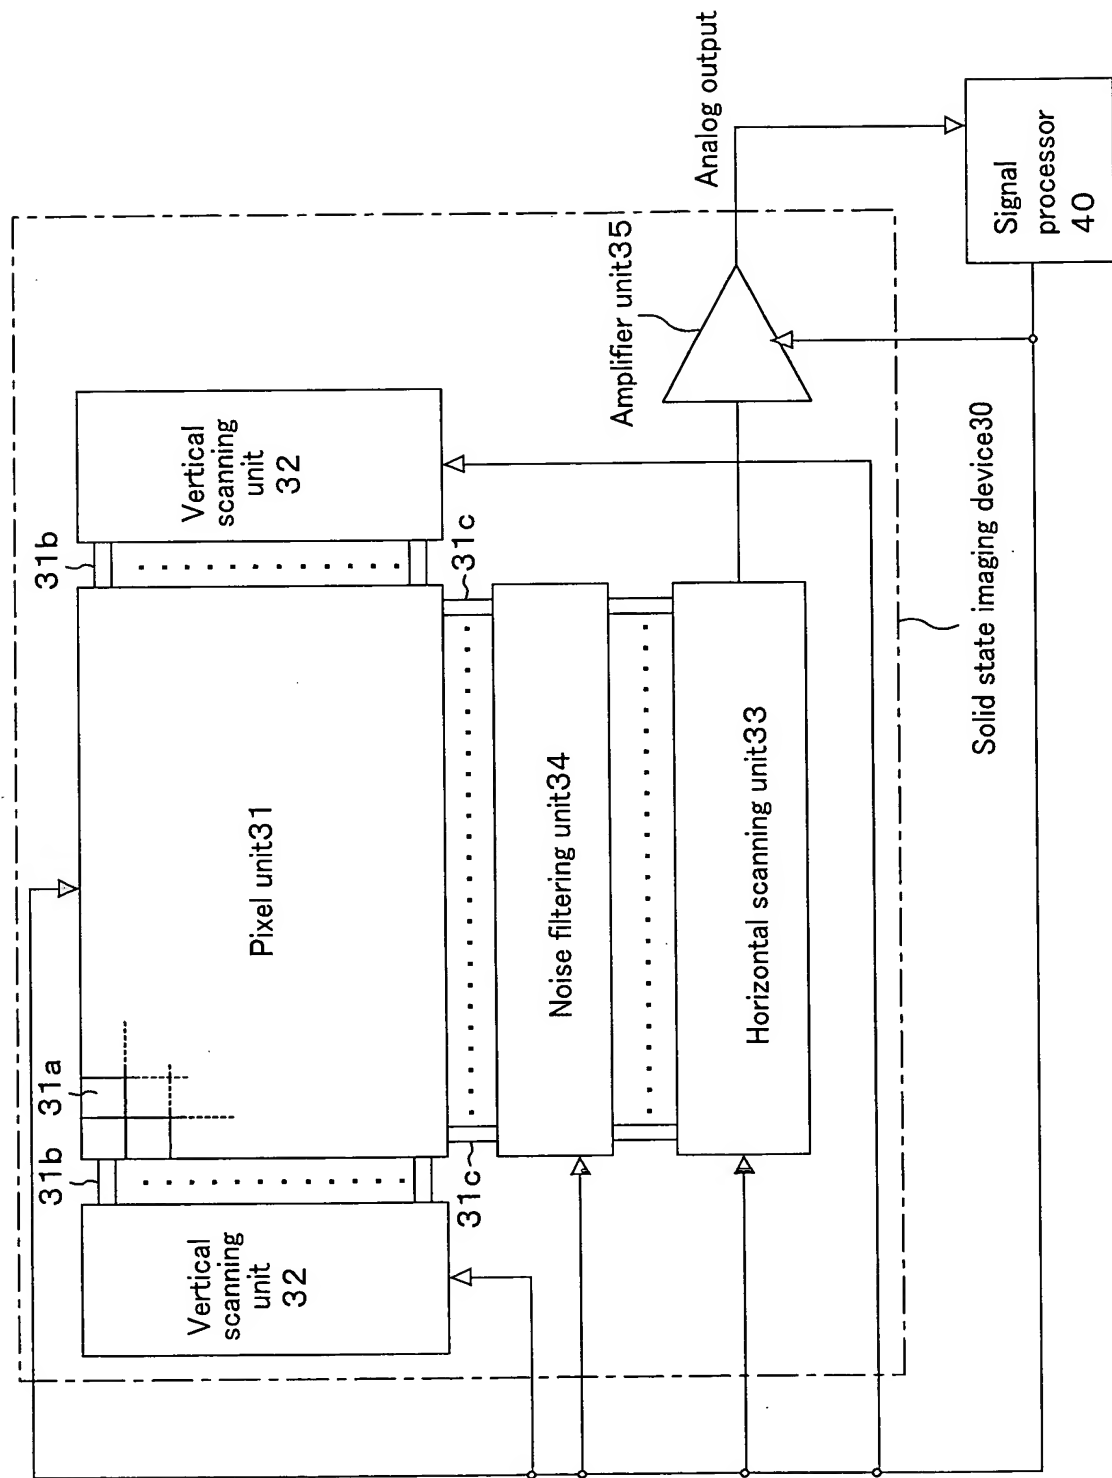 31b
31a
31b
Vertical
scanning
unit
32
Pixel unit31
Vertical
scanning
unit
32
31c
31c
Noise filtering unit34
Horizontal scanning unit33
Amplifier unit35
Analog output
Solid state imaging device30
Signal
processor
40